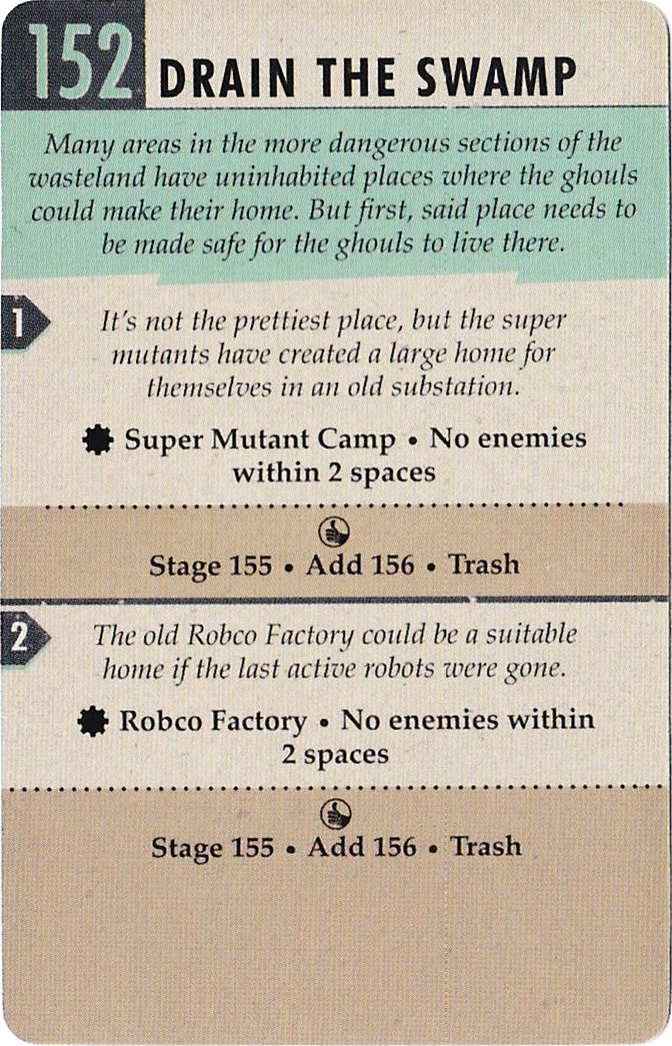 152
DRAIN THE SWAMP
Many areas in the more dangerous sections of the
wasteland have uninhabited places where the ghouls
could make their home. But first, said place needs to
be made safe for the ghouls to live there.
1
It's not the prettiest place, but the super
mutants have created a large home for
themselves in an old substation.
Super Mutant Camp • No enemies
within 2 spaces
Stage 155 • Add 156 • Trash
2
The old Robco Factory could be a suitable
home if the last active robots were gone.
Robco Factory • No enemies within
2 spaces
Stage 155 • Add 156 • Trash